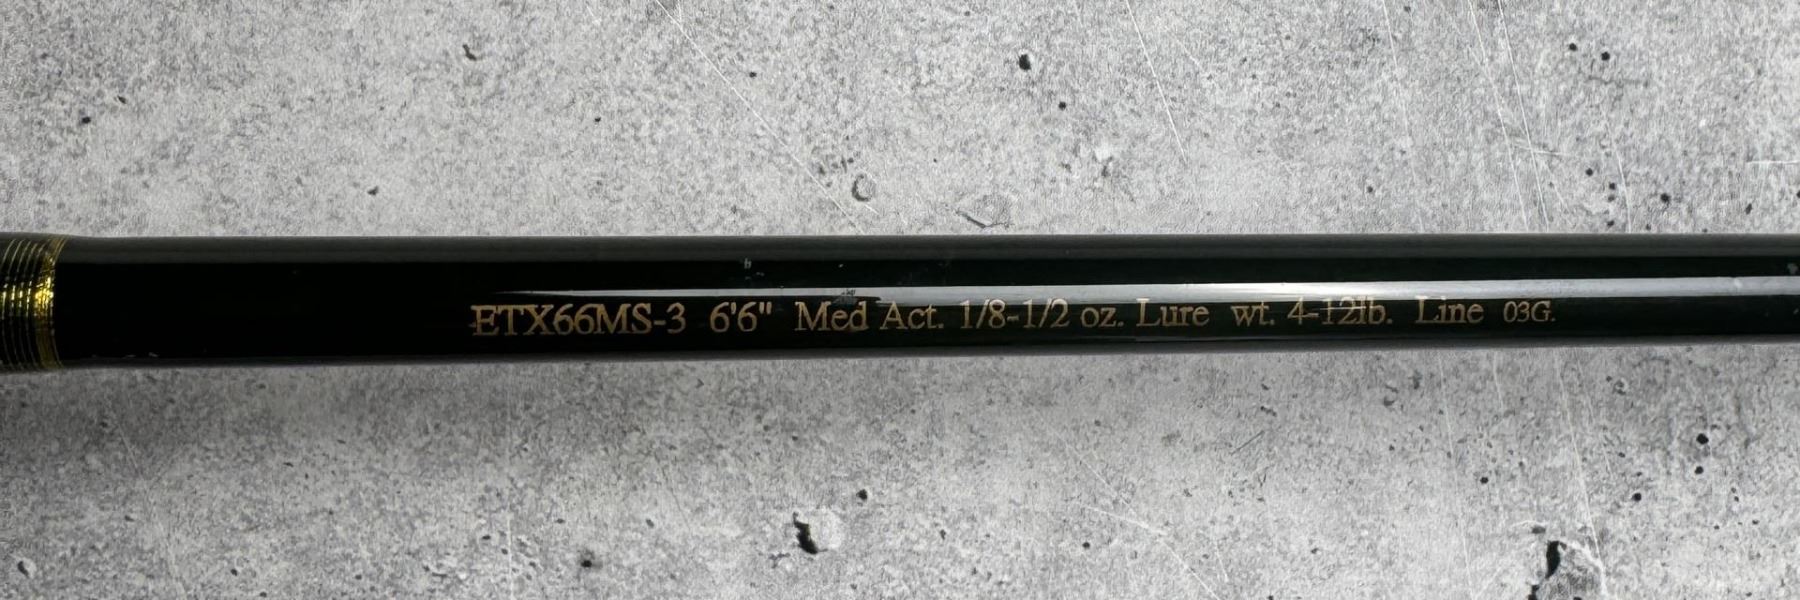 ETX66MS-3 6'6" Med Act. 1/8-1/2 oz. Lure wt. 4-12lb. Line 03G.